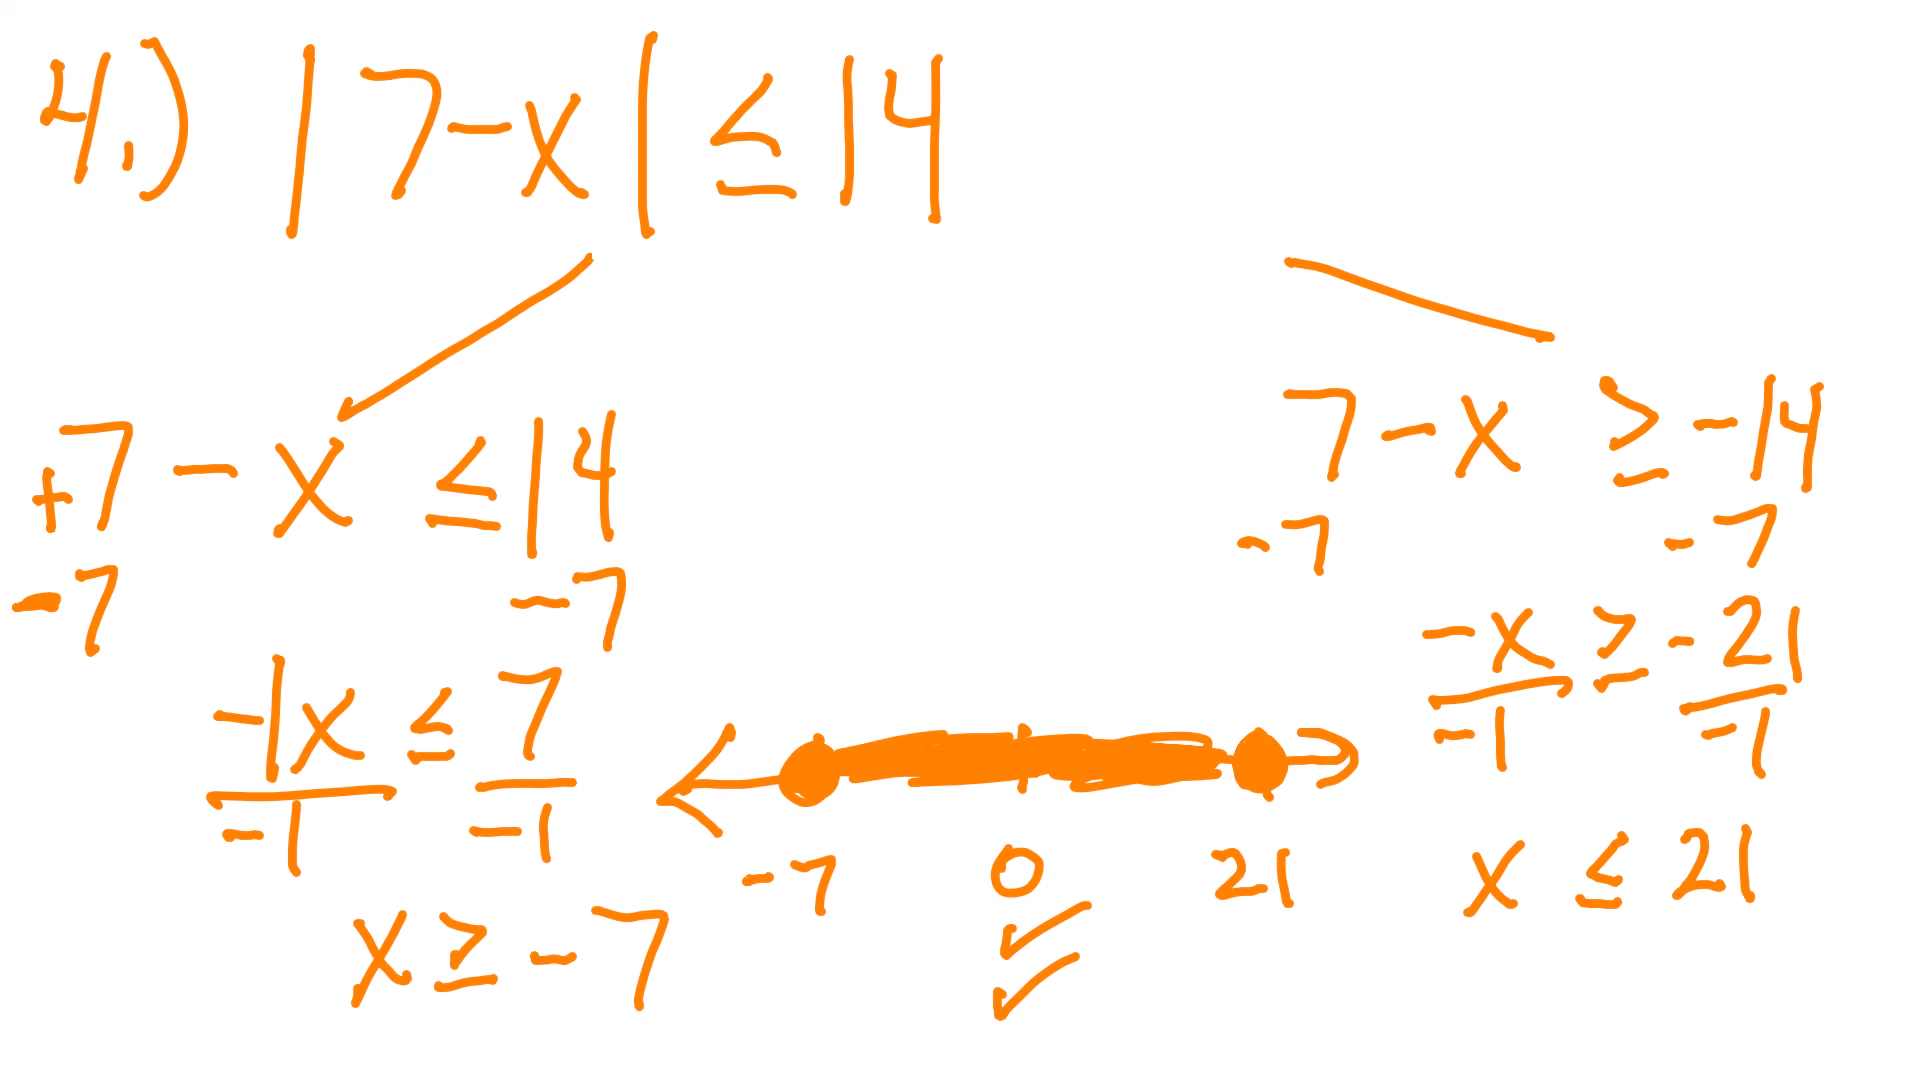 4.) |7-x| ≤ 14
+7 - x ≤ 14
-7 -7
-1x ≤ 7
-1 -1
x ≥ -7
7 - x ≥ -14
-7 -7
-x ≥ -21
-1 -1
x ≤ 21
-7 0 21